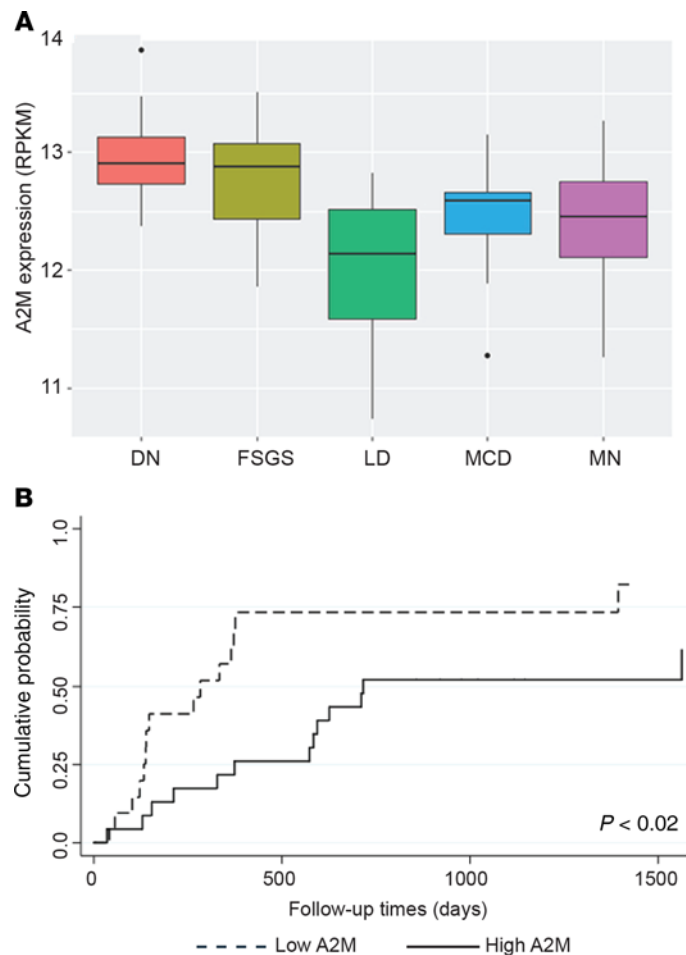 A
A2M expression (RPKM)
14
13
12
11
DN FSGS LD MCD MN
B
Cumulative probability
1.0
0.75
0.50
0.25
0.0
P < 0.02
0 500 1000 1500
Follow-up times (days)
Low A2M High A2M